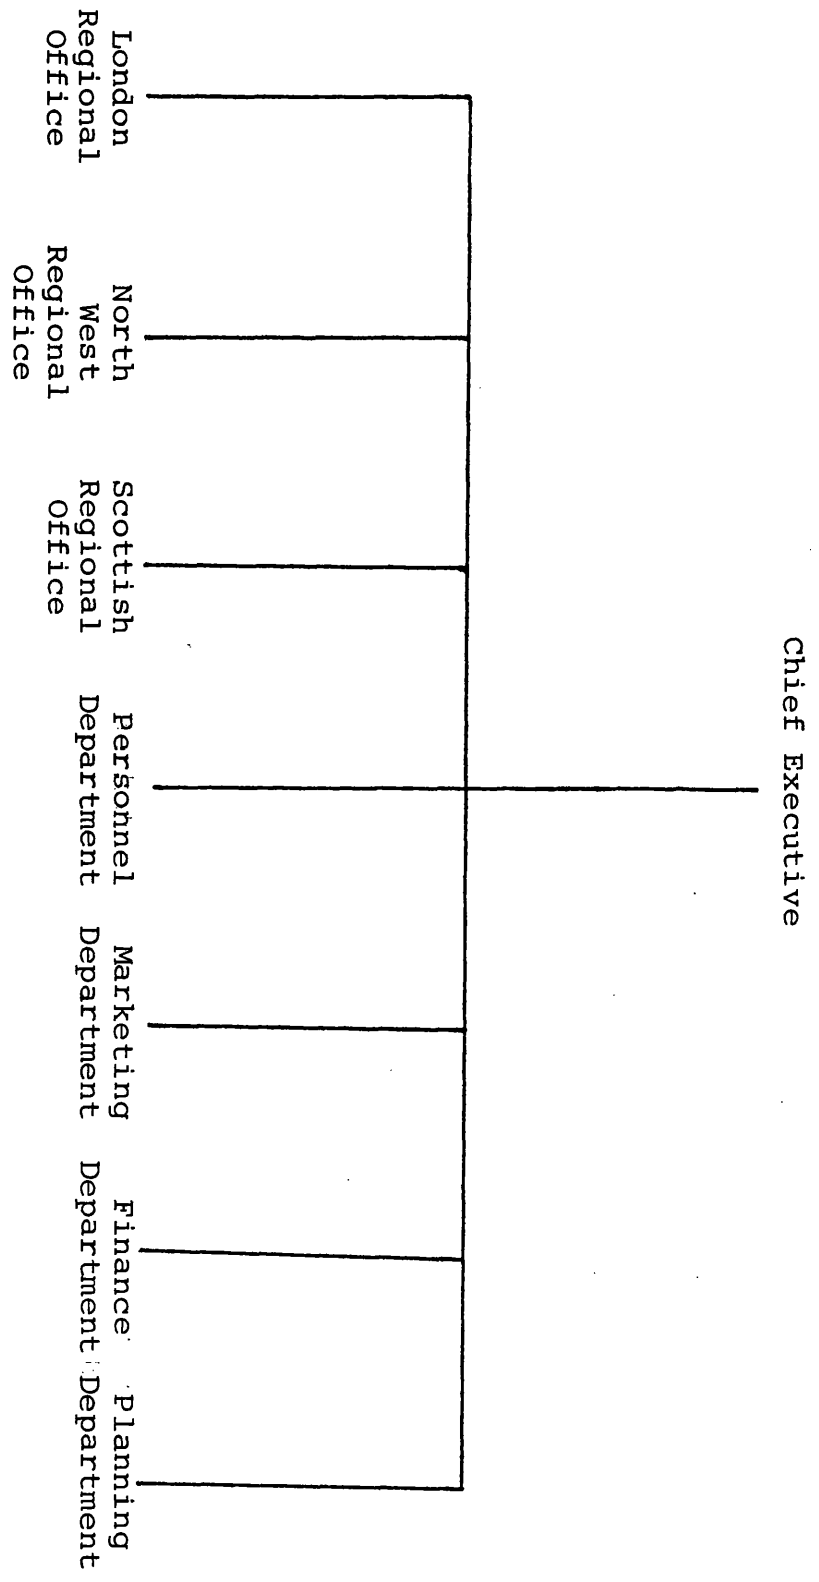 Chief Executive
London
Regional
Office
North
West
Regional
Office
Scottish
Regional
Office
Personnel
Department
Marketing
Department
Finance
Department
Planning
Department